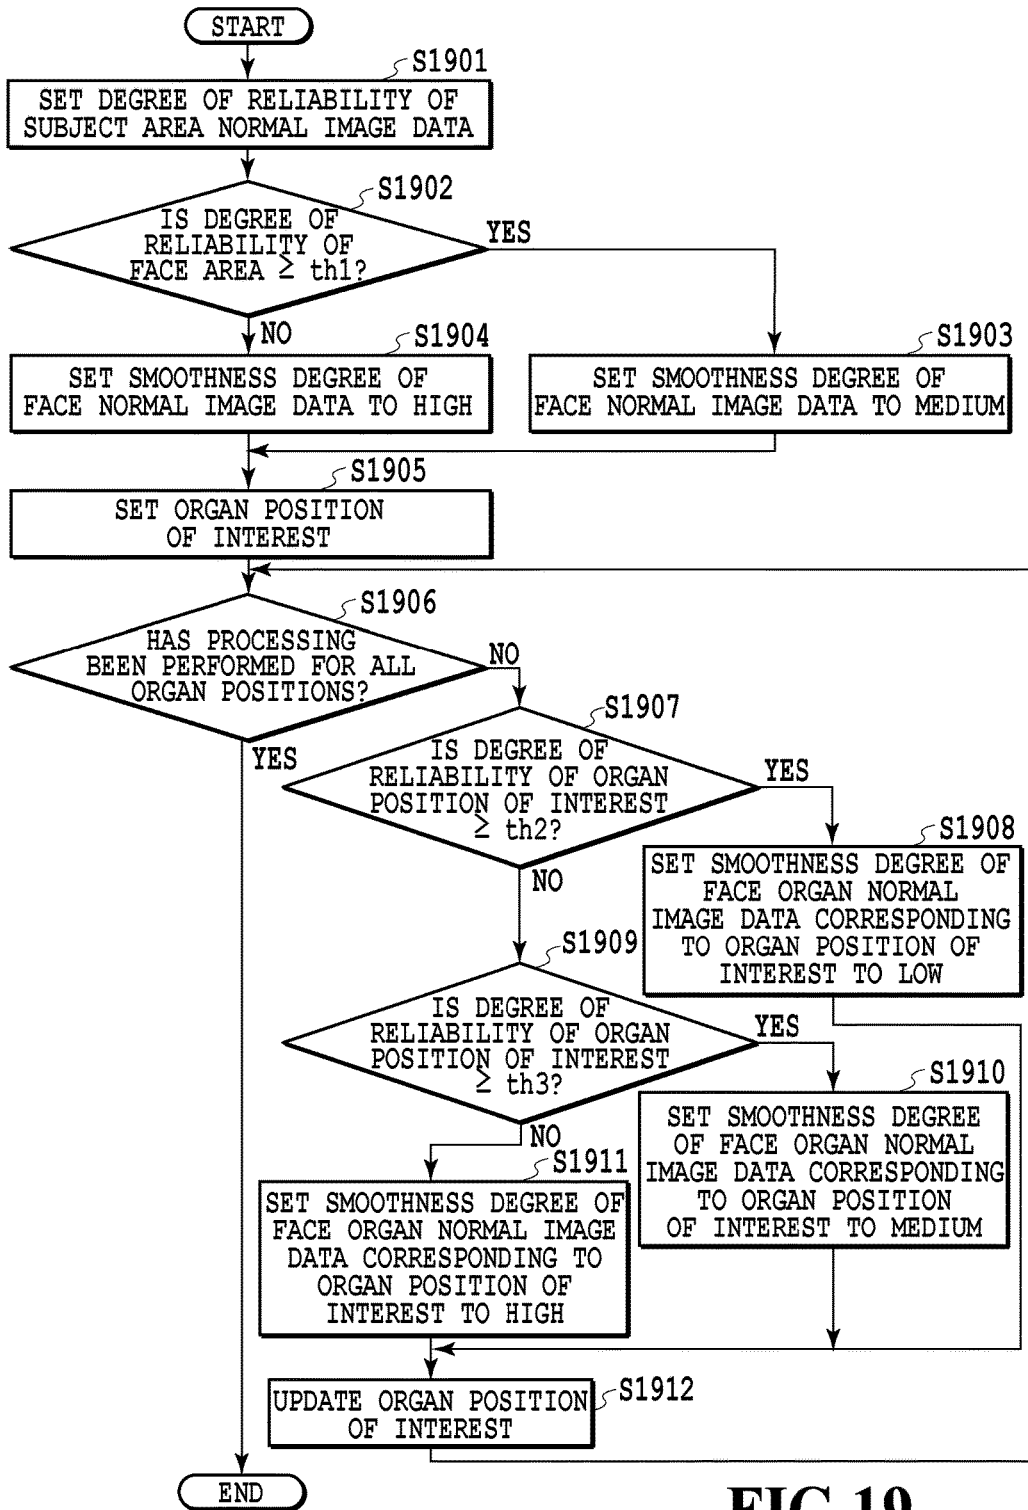 START
S1901
SET DEGREE OF RELIABILITY OF
SUBJECT AREA NORMAL IMAGE DATA
S1902
IS DEGREE OF
RELIABILITY OF
FACE AREA ≥ th1?
YES
NO
S1904
SET SMOOTHNESS DEGREE OF
FACE NORMAL IMAGE DATA TO HIGH
S1903
SET SMOOTHNESS DEGREE OF
FACE NORMAL IMAGE DATA TO MEDIUM
S1905
SET ORGAN POSITION
OF INTEREST
S1906
HAS PROCESSING
BEEN PERFORMED FOR ALL
ORGAN POSITIONS?
NO
YES
S1907
IS DEGREE OF
RELIABILITY OF ORGAN
POSITION OF INTEREST
≥ th2?
YES
NO
S1908
SET SMOOTHNESS DEGREE OF
FACE ORGAN NORMAL
IMAGE DATA CORRESPONDING
TO ORGAN POSITION OF
INTEREST TO LOW
S1909
IS DEGREE OF
RELIABILITY OF ORGAN
POSITION OF INTEREST
≥ th3?
YES
NO
S1910
SET SMOOTHNESS DEGREE
OF FACE ORGAN NORMAL
IMAGE DATA CORRESPONDING
TO ORGAN POSITION
OF INTEREST TO MEDIUM
S1911
SET SMOOTHNESS DEGREE OF
FACE ORGAN NORMAL IMAGE
DATA CORRESPONDING TO
ORGAN POSITION OF
INTEREST TO HIGH
S1912
UPDATE ORGAN POSITION
OF INTEREST
END
FIG.19